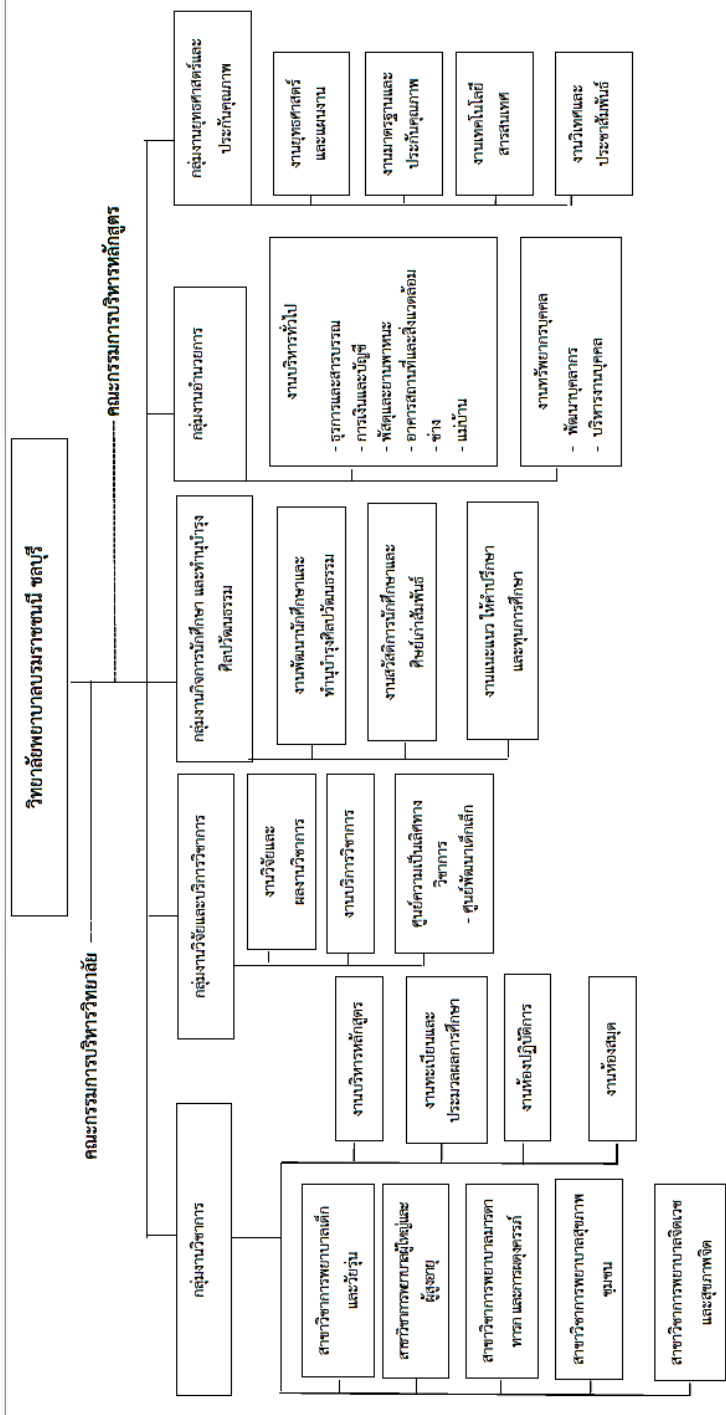 วิทยาลัยพยาบาลบรมราชชนนี ชลบุรี
คณะกรรมการบริหารวิทยาลัย
คณะกรรมการบริหารหลักสูตร
กลุ่มงานวิชาการ
สาขาวิชาการพยาบาลเด็ก
และวัยรุ่น
สาขาวิชาการพยาบาลผู้ใหญ่และ
ผู้สูงอายุ
สาขาวิชาการพยาบาลมารดา
ทารก และการผดุงครรภ์
สาขาวิชาการพยาบาลสุขภาพ
ชุมชน
สาขาวิชาการพยาบาลจิตเวช
และสุขภาพจิต
งานบริหารหลักสูตร
งานทะเบียนและ
ประมวลผลการศึกษา
งานห้องปฏิบัติการ
งานห้องสมุด
กลุ่มงานวิจัยและบริการวิชาการ
งานวิจัยและ
ผลงานวิชาการ
งานบริการวิชาการ
ศูนย์ความเป็นเลิศทาง
วิชาการ
- ศูนย์พัฒนาเด็กเล็ก
กลุ่มงานกิจการนักศึกษา และทำนุบำรุง
ศิลปวัฒนธรรม
งานพัฒนานักศึกษาและ
ทำนุบำรุงศิลปวัฒนธรรม
งานสวัสดิการนักศึกษาและ
ศิษย์เก่าสัมพันธ์
งานแนะแนว ให้คำปรึกษา
และทุนการศึกษา
กลุ่มงานอำนวยการ
งานบริหารทั่วไป
- ธุรการและสารบรรณ
- การเงินและบัญชี
- พัสดุและยานพาหนะ
- อาคารสถานที่และสิ่งแวดล้อม
- ช่าง
- แม่บ้าน
งานทรัพยากรบุคคล
- พัฒนาบุคลากร
- บริหารงานบุคคล
กลุ่มงานยุทธศาสตร์และ
ประกันคุณภาพ
งานยุทธศาสตร์
และแผนงาน
งานมาตรฐานและ
ประกันคุณภาพ
งานเทคโนโลยี
สารสนเทศ
งานวิเทศและ
ประชาสัมพันธ์